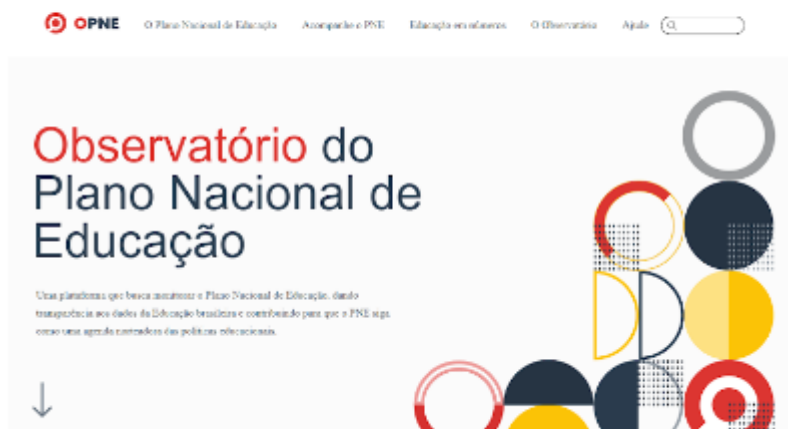 OPNE
O Plano Nacional de Educação
Acompanhe o PNE
Educação em números
O Observatório
Ajude
Observatório do
Plano Nacional de
Educação
Uma plataforma que busca monitorar o Plano Nacional de Educação, dando
transparência aos dados da Educação brasileira e contribuindo para que o PNE siga
como uma agenda norteadora das políticas educacionais.